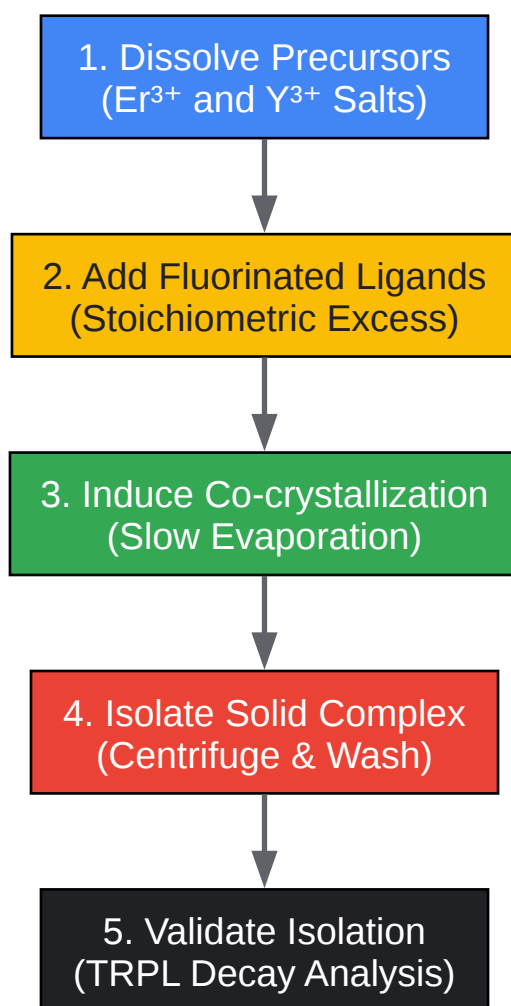 1. Dissolve Precursors
(Er³⁺ and Y³⁺ Salts)
2. Add Fluorinated Ligands
(Stoichiometric Excess)
3. Induce Co-crystallization
(Slow Evaporation)
4. Isolate Solid Complex
(Centrifuge & Wash)
5. Validate Isolation
(TRPL Decay Analysis)